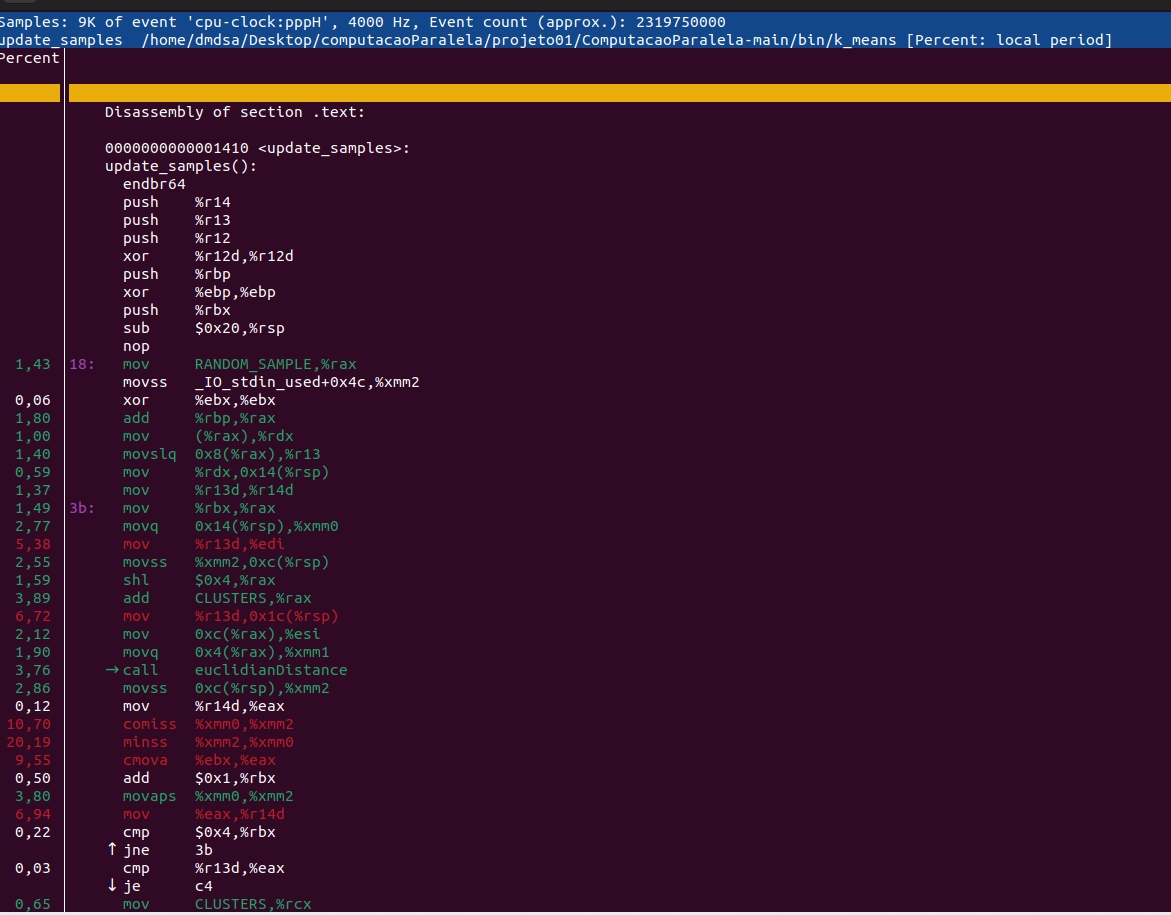 Samples: 9K of event 'cpu-clock:pppH', 4000 Hz, Event count (approx.): 2319750000
update_samples  /home/dmdsa/Desktop/computacaoParalela/projeto01/ComputacaoParalela-main/bin/k_means [Percent: local period]
Percent
Disassembly of section .text:
0000000000001410 <update_samples>:
update_samples():
endbr64
push %r14
push %r13
push %r12
xor %r12d,%r12d
push %rbp
xor %ebp,%ebp
push %rbx
sub $0x20,%rsp
nop
1,43 18: mov RANDOM_SAMPLE,%rax
movss _IO_stdin_used+0x4c,%xmm2
0,06 xor %ebx,%ebx
1,80 add %rbp,%rax
1,00 mov (%rax),%rdx
1,40 movslq 0x8(%rax),%r13
0,59 mov %rdx,0x14(%rsp)
1,37 mov %r13d,%r14d
1,49 3b: mov %rbx,%rax
2,77 movq 0x14(%rsp),%xmm0
5,38 mov %r13d,%edi
2,55 movss %xmm2,0xc(%rsp)
1,59 shl $0x4,%rax
3,89 add CLUSTERS,%rax
6,72 mov %r13d,0x1c(%rsp)
2,12 mov 0xc(%rax),%esi
1,90 movq 0x4(%rax),%xmm1
3,76 →call euclidianDistance
2,86 movss 0xc(%rsp),%xmm2
0,12 mov %r14d,%eax
10,70 comiss %xmm0,%xmm2
20,19 minss %xmm2,%xmm0
9,55 cmova %ebx,%eax
0,50 add $0x1,%rbx
3,80 movaps %xmm0,%xmm2
6,94 mov %eax,%r14d
0,22 cmp $0x4,%rbx
↑ jne 3b
0,03 cmp %r13d,%eax
↓ je c4
0,65 mov CLUSTERS,%rcx